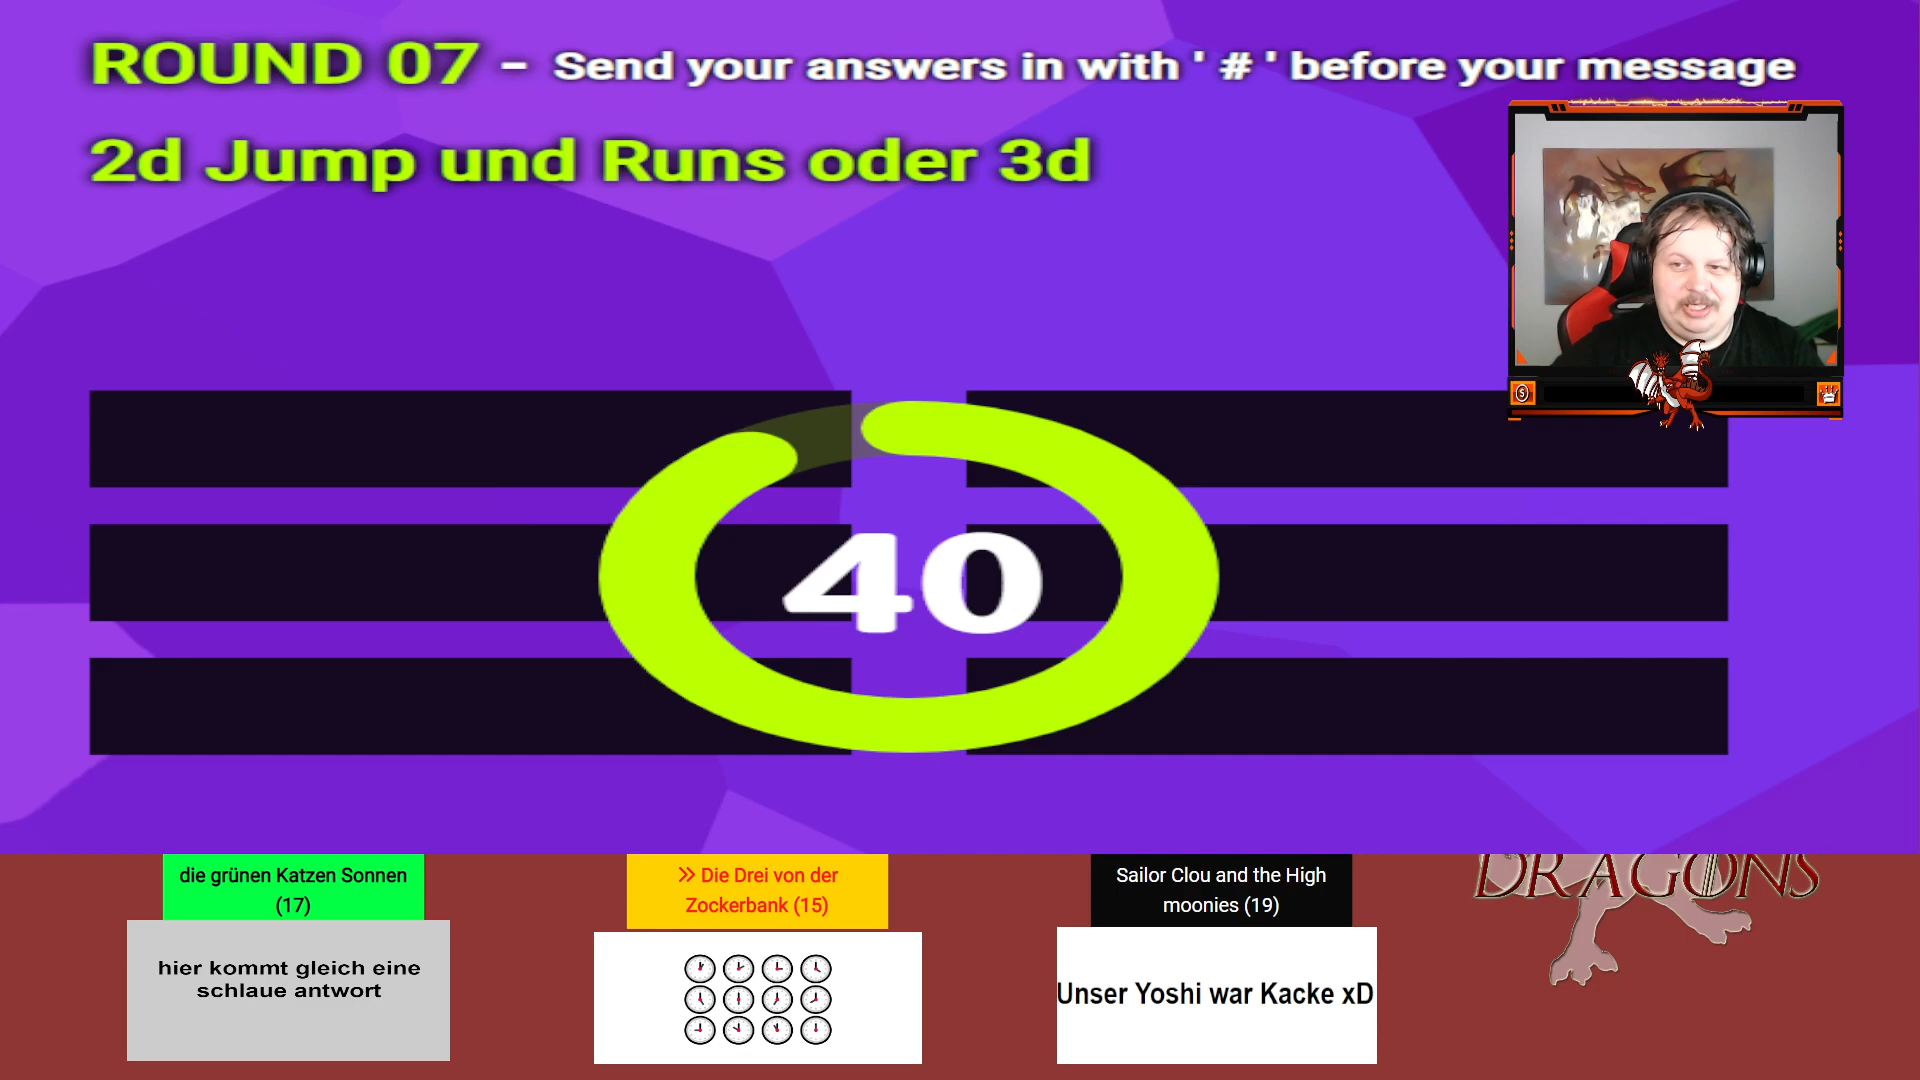 ROUND 07 - Send your answers in with ' # ' before your message
2d Jump und Runs oder 3d
40
die grünen Katzen Sonnen
(17)
hier kommt gleich eine
schlaue antwort
>> Die Drei von der
Zockerbank (15)
Sailor Clou and the High
moonies (19)
Unser Yoshi war Kacke xD
DRAGONS